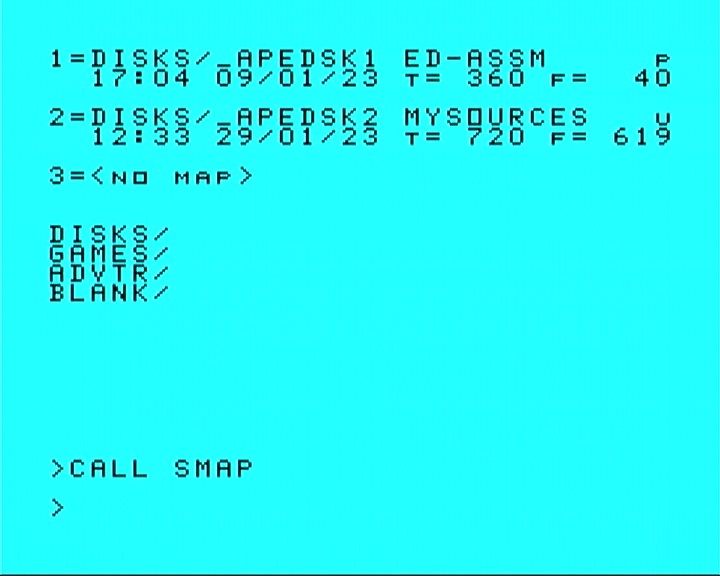 1=DISKS/_APEDSK1 ED-ASSM P
17:04 09/01/23 T= 360 F= 40
2=DISKS/_APEDSK2 MYSOURCES U
12:33 29/01/23 T= 720 F= 619
3=<NO MAP>
DISKS/
GAMES/
ADVTR/
BLANK/
>CALL SMAP
>